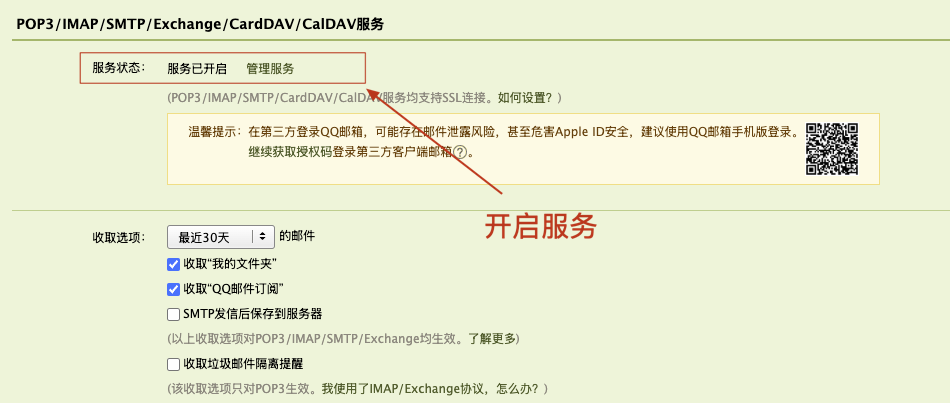 POP3/IMAP/SMTP/Exchange/CardDAV/CalDAV服务
服务状态： 服务已开启 管理服务
(POP3/IMAP/SMTP/CardDAV/CalDAV服务均支持SSL连接。如何设置？)
温馨提示：在第三方登录QQ邮箱，可能存在邮件泄露风险，甚至危害Apple ID安全，建议使用QQ邮箱手机版登录。
继续获取授权码登录第三方客户端邮箱?。
开启服务
收取选项： 最近30天 的邮件
收取“我的文件夹”
收取“QQ邮件订阅”
SMTP发信后保存到服务器
(以上收取选项对POP3/IMAP/SMTP/Exchange均生效。了解更多)
收取垃圾邮件隔离提醒
(该收取选项只对POP3生效。我使用了IMAP/Exchange协议，怎么办？)